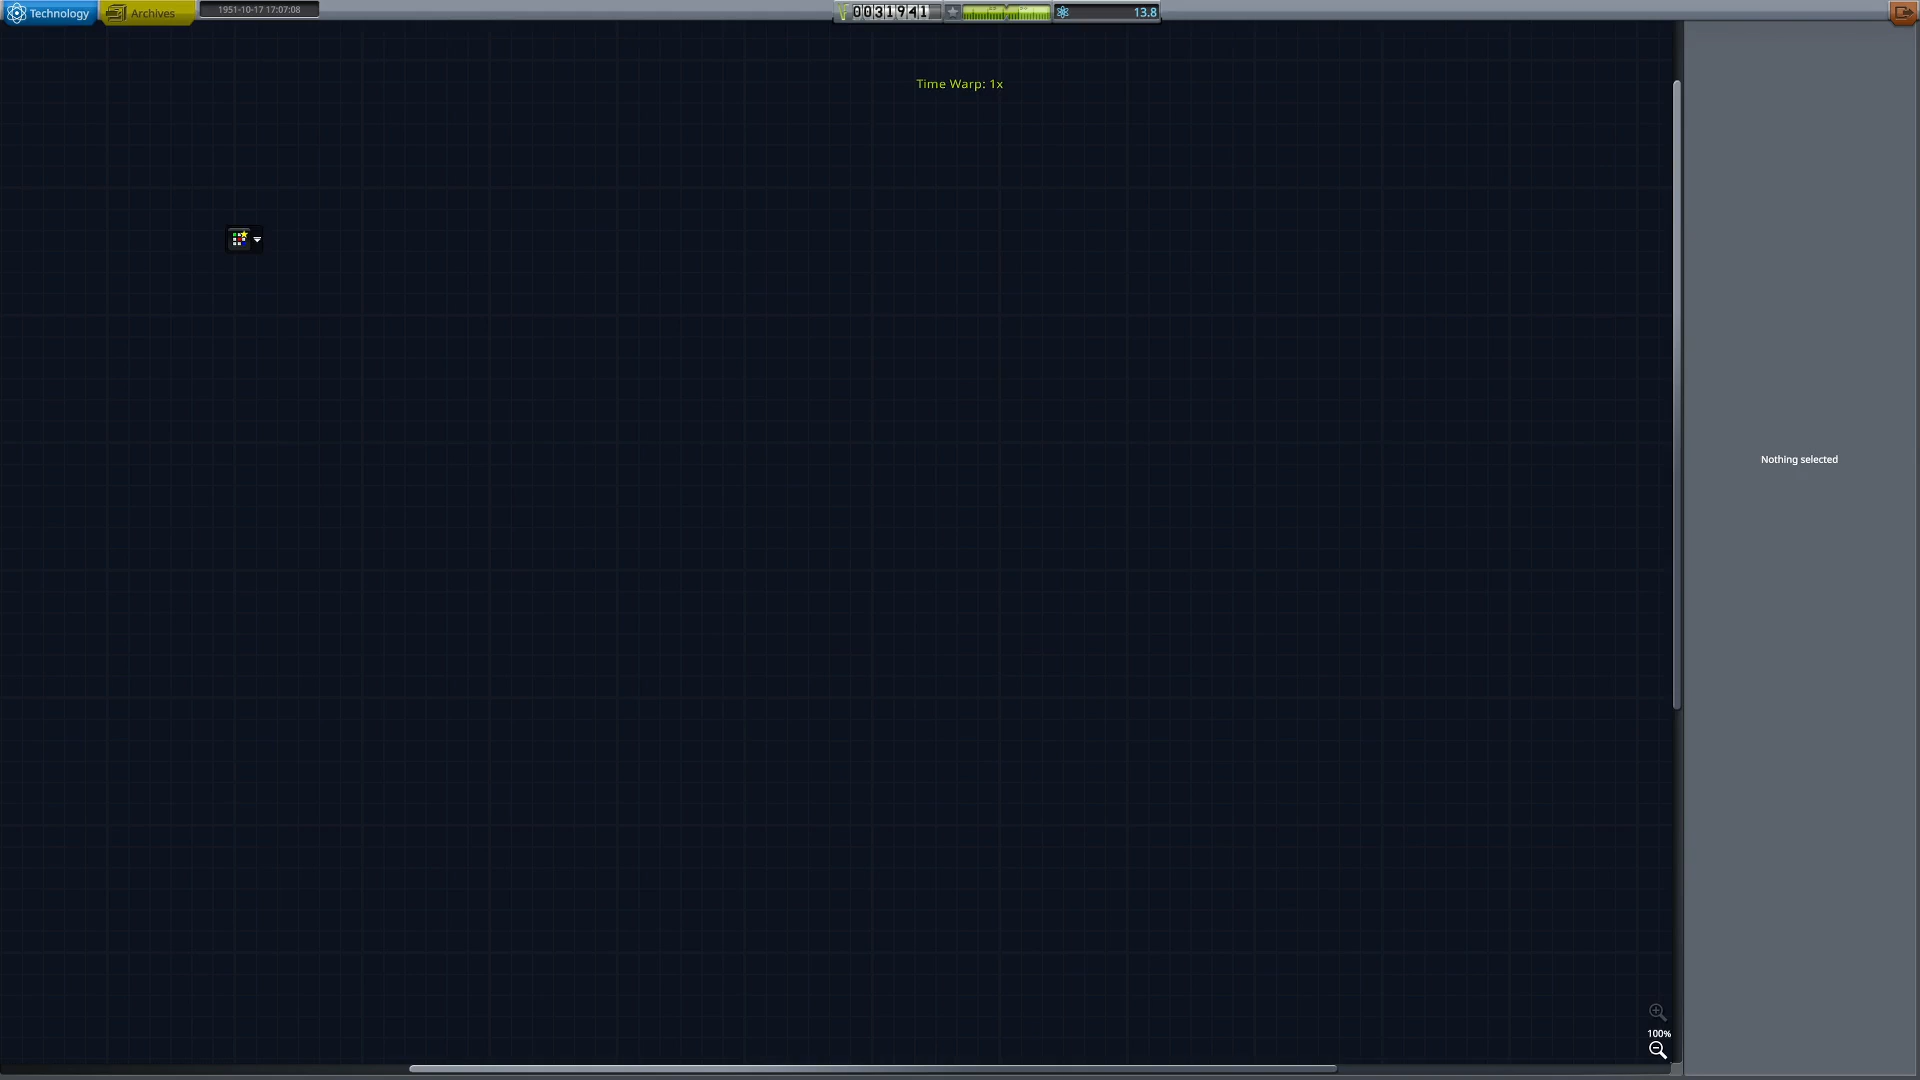 Technology
Archives
1951-10-17 17:07:08
0031941
13.8
Time Warp: 1x
Nothing selected
100%